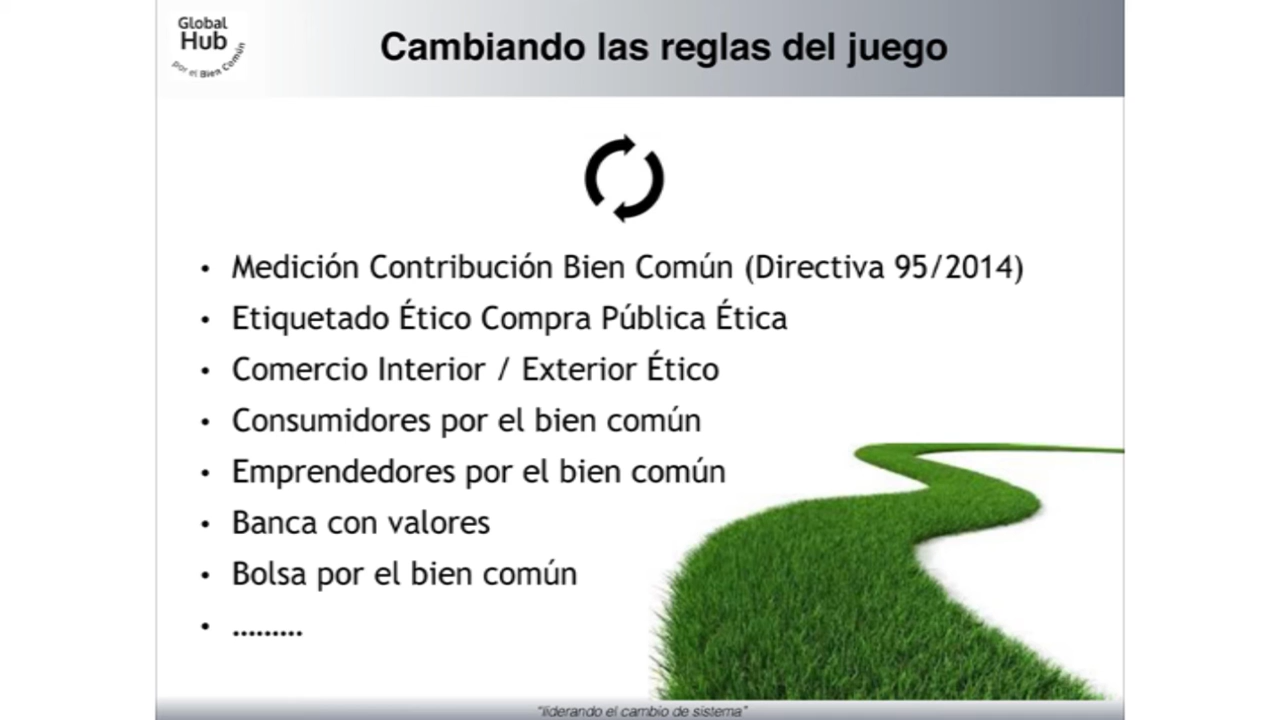 Global
Hub
por el Bien Común
Cambiando las reglas del juego
• Medición Contribución Bien Común (Directiva 95/2014)
• Etiquetado Ético Compra Pública Ética
• Comercio Interior / Exterior Ético
• Consumidores por el bien común
• Emprendedores por el bien común
• Banca con valores
• Bolsa por el bien común
• .........
"liderando el cambio de sistema"